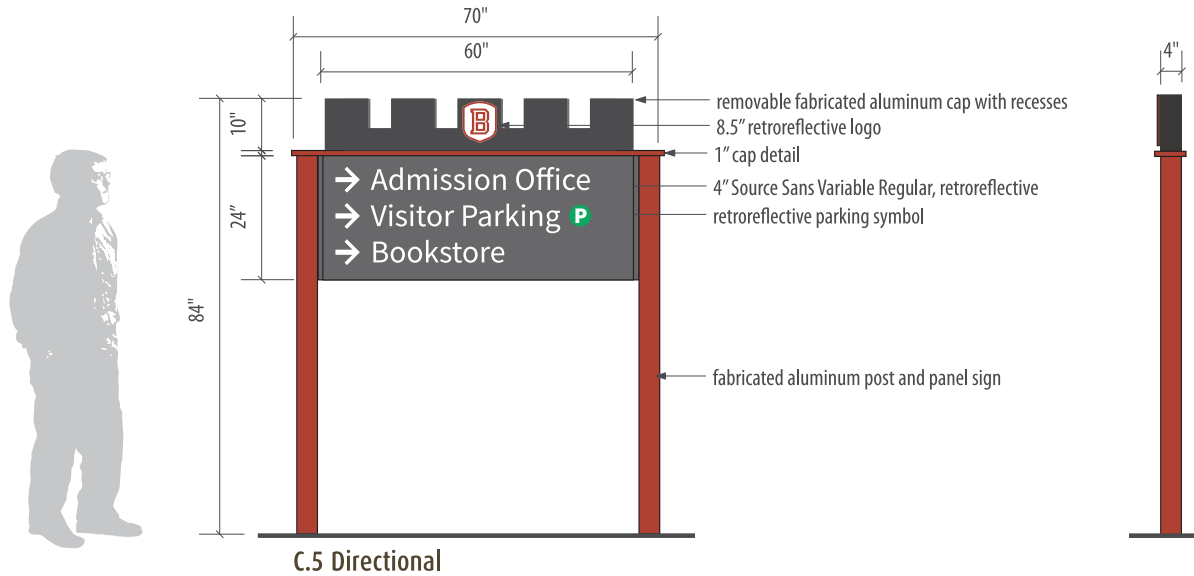 70"
60"
4"
10"
removable fabricated aluminum cap with recesses
B
8.5” retroreflective logo
1” cap detail
→ Admission Office
4” Source Sans Variable Regular, retroreflective
24”
→ Visitor Parking P
retroreflective parking symbol
→ Bookstore
84"
fabricated aluminum post and panel sign
C.5 Directional